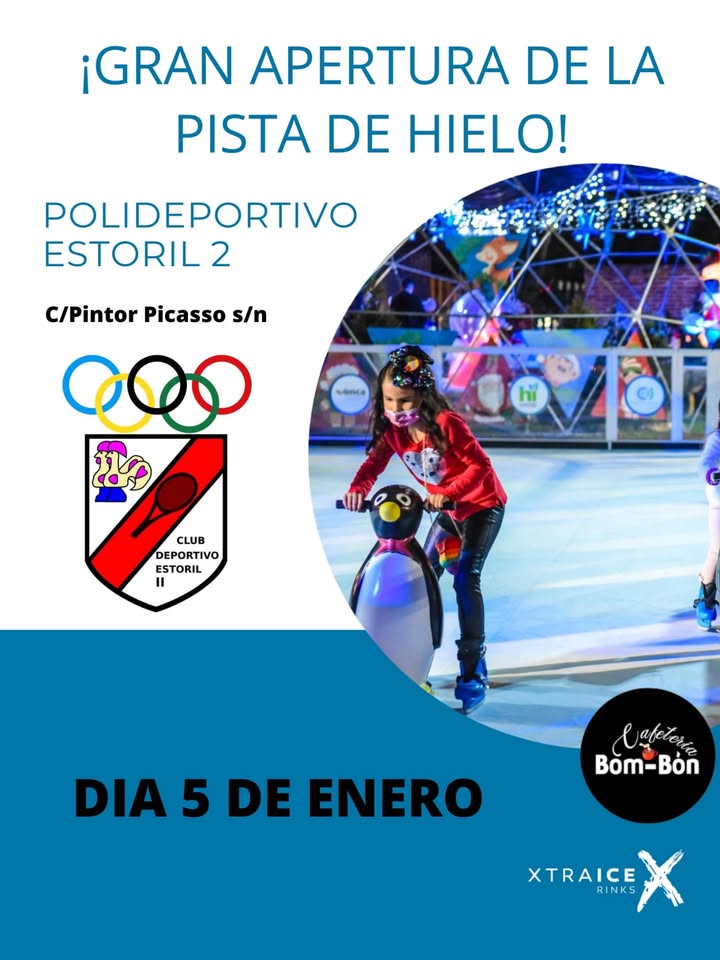 ¡GRAN APERTURA DE LA
PISTA DE HIELO!
POLIDEPORTIVO
ESTORIL 2
C/Pintor Picasso s/n
CLUB
DEPORTIVO
ESTORIL
II
hi
Cafetería
Bom-Bón
DIA 5 DE ENERO
XTRAICE X
RINKS